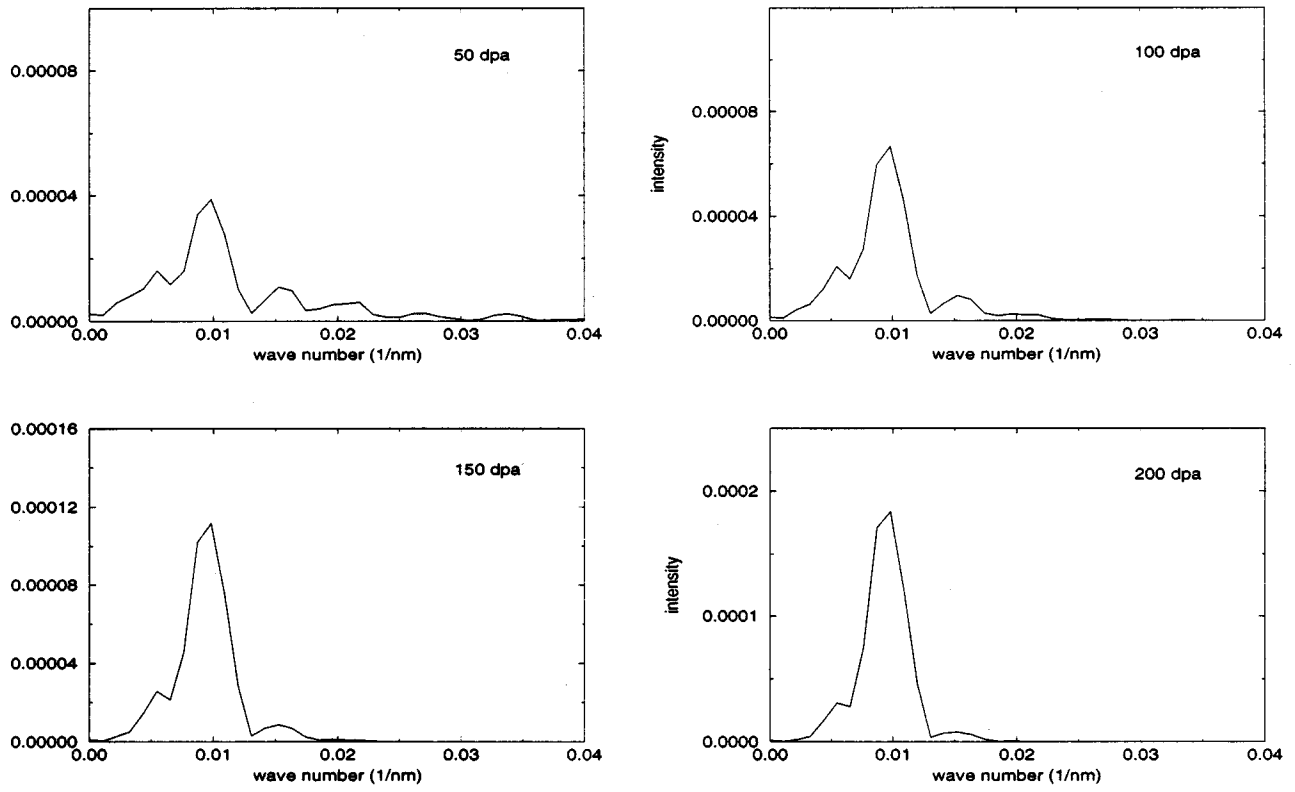 50 dpa
0.00008
0.00004
0.00000
0.00 0.01 0.02 0.03 0.04
wave number (1/nm)
100 dpa
intensity
0.00008
0.00004
0.00000
0.00 0.01 0.02 0.03 0.04
wave number (1/nm)
150 dpa
0.00016
0.00012
0.00008
0.00004
0.00000
0.00 0.01 0.02 0.03 0.04
wave number (1/nm)
200 dpa
intensity
0.0002
0.0001
0.0000
0.00 0.01 0.02 0.03 0.04
wave number (1/nm)